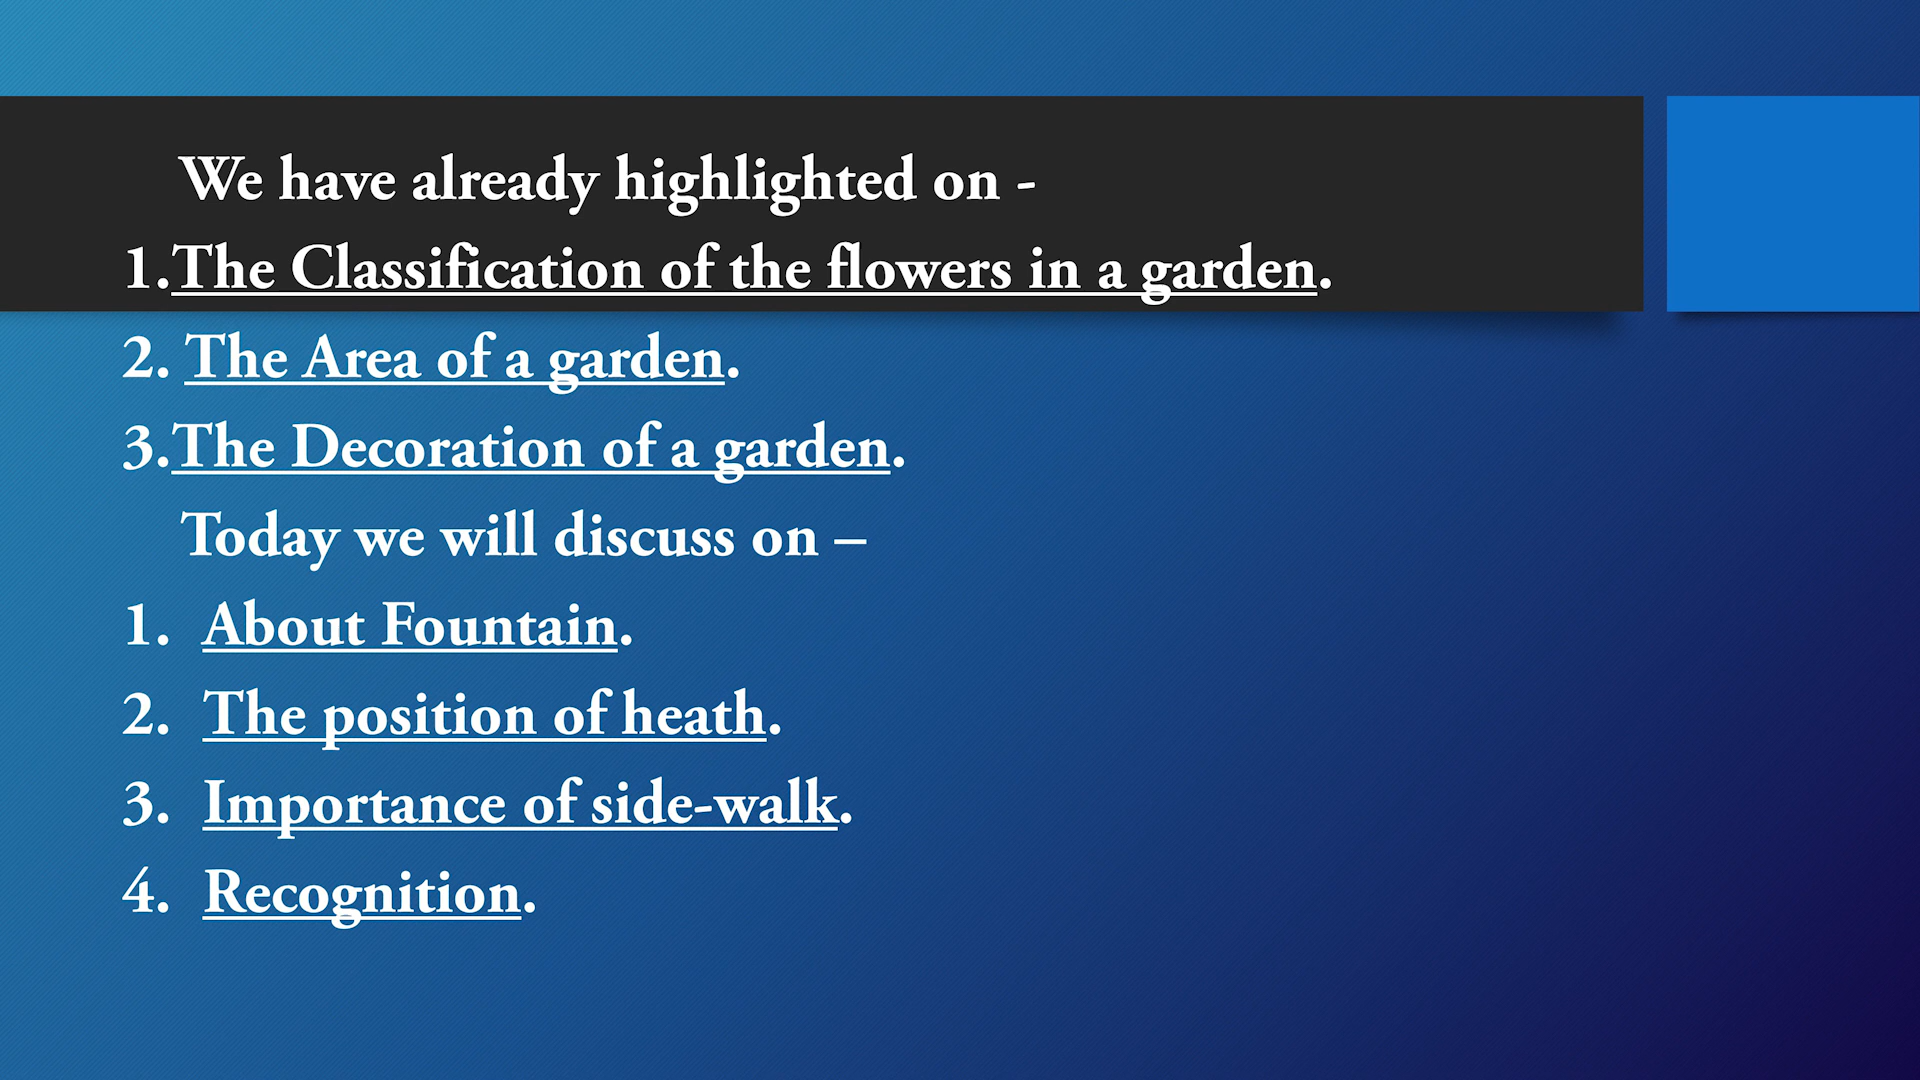 We have already highlighted on -
1.The Classification of the flowers in a garden.
2. The Area of a garden.
3.The Decoration of a garden.
Today we will discuss on –
1. About Fountain.
2. The position of heath.
3. Importance of side-walk.
4. Recognition.